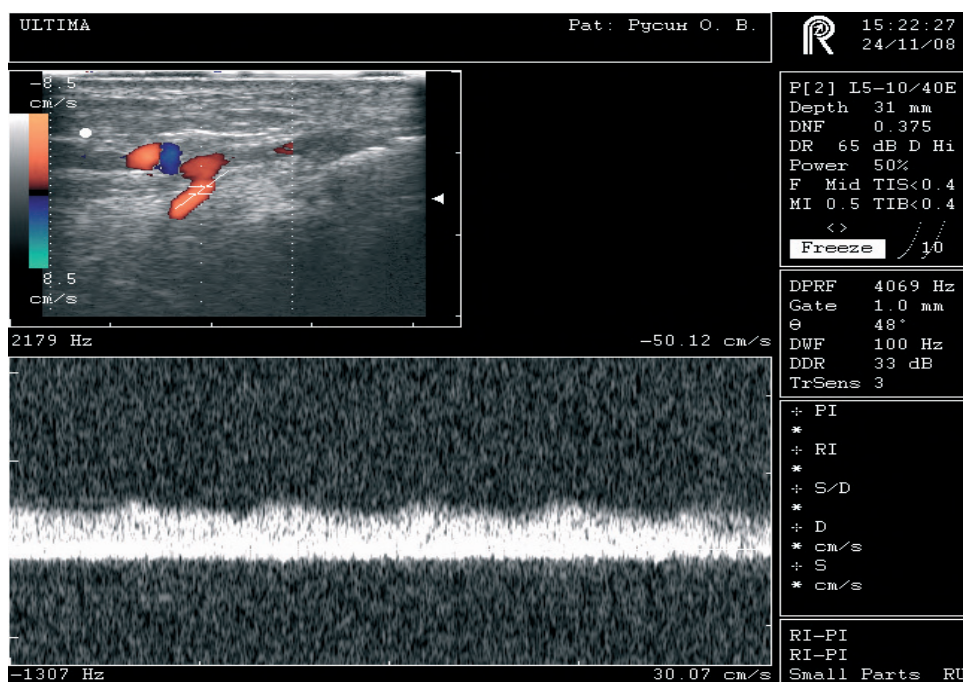 ULTIMA
Pat: Русин О. В.
R
15:22:27
24/11/08
-8.5
cm/s
8.5
cm/s
2179 Hz
-50.12 cm/s
-1307 Hz
30.07 cm/s
P[2] L5-10/40E
Depth 31 mm
DNF 0.375
DR 65 dB D Hi
Power 50%
F Mid TIS<0.4
MI 0.5 TIB<0.4
<>
Freeze 10
DPRF 4069 Hz
Gate 1.0 mm
Θ 48°
DWF 100 Hz
DDR 33 dB
TrSens 3
÷ PI
*
÷ RI
*
÷ S/D
*
÷ D
* cm/s
÷ S
* cm/s
RI-PI
RI-PI
Small Parts RU